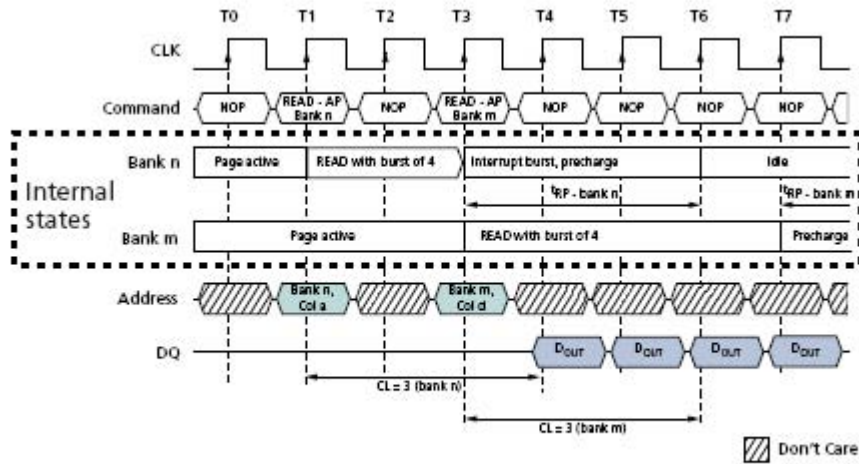 T0 T1 T2 T3 T4 T5 T6 T7
CLK
Command NOP READ - AP Bank n NOP READ - AP Bank m NOP NOP NOP NOP
Bank n Page active READ with burst of 4 Interrupt burst, precharge Idle
Internal states
tRP - bank n tRP - bank m
Bank m Page active READ with burst of 4 Precharge
Address Bank n, Col a Bank m, Col d
DQ DOUT DOUT DOUT DOUT
CL = 3 (bank n)
CL = 3 (bank m)
Don't Care